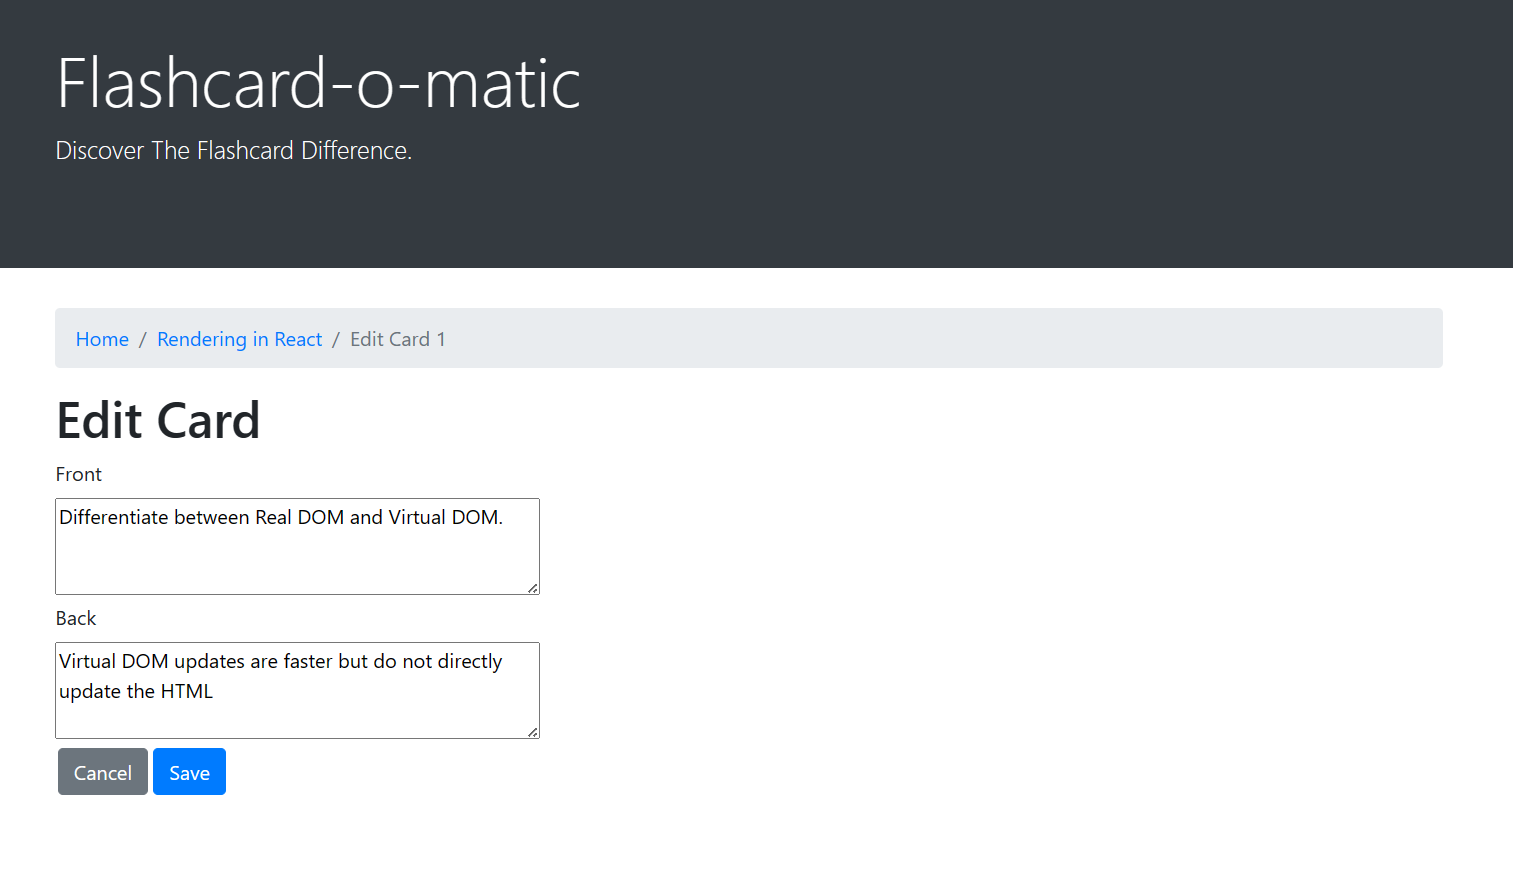 Flashcard-o-matic
Discover The Flashcard Difference.
Home / Rendering in React / Edit Card 1
Edit Card
Front
Differentiate between Real DOM and Virtual DOM.
Back
Virtual DOM updates are faster but do not directly
update the HTML
Cancel Save